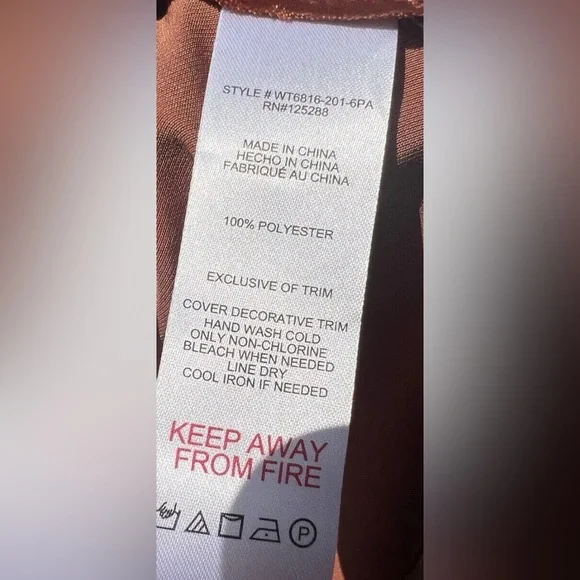 STYLE # WT6816-201-6PA
RN#125288
MADE IN CHINA
HECHO IN CHINA
FABRIQUÉ AU CHINA
100% POLYESTER
EXCLUSIVE OF TRIM
COVER DECORATIVE TRIM
HAND WASH COLD
ONLY NON-CHLORINE
BLEACH WHEN NEEDED
LINE DRY
COOL IRON IF NEEDED
KEEP AWAY
FROM FIRE
P